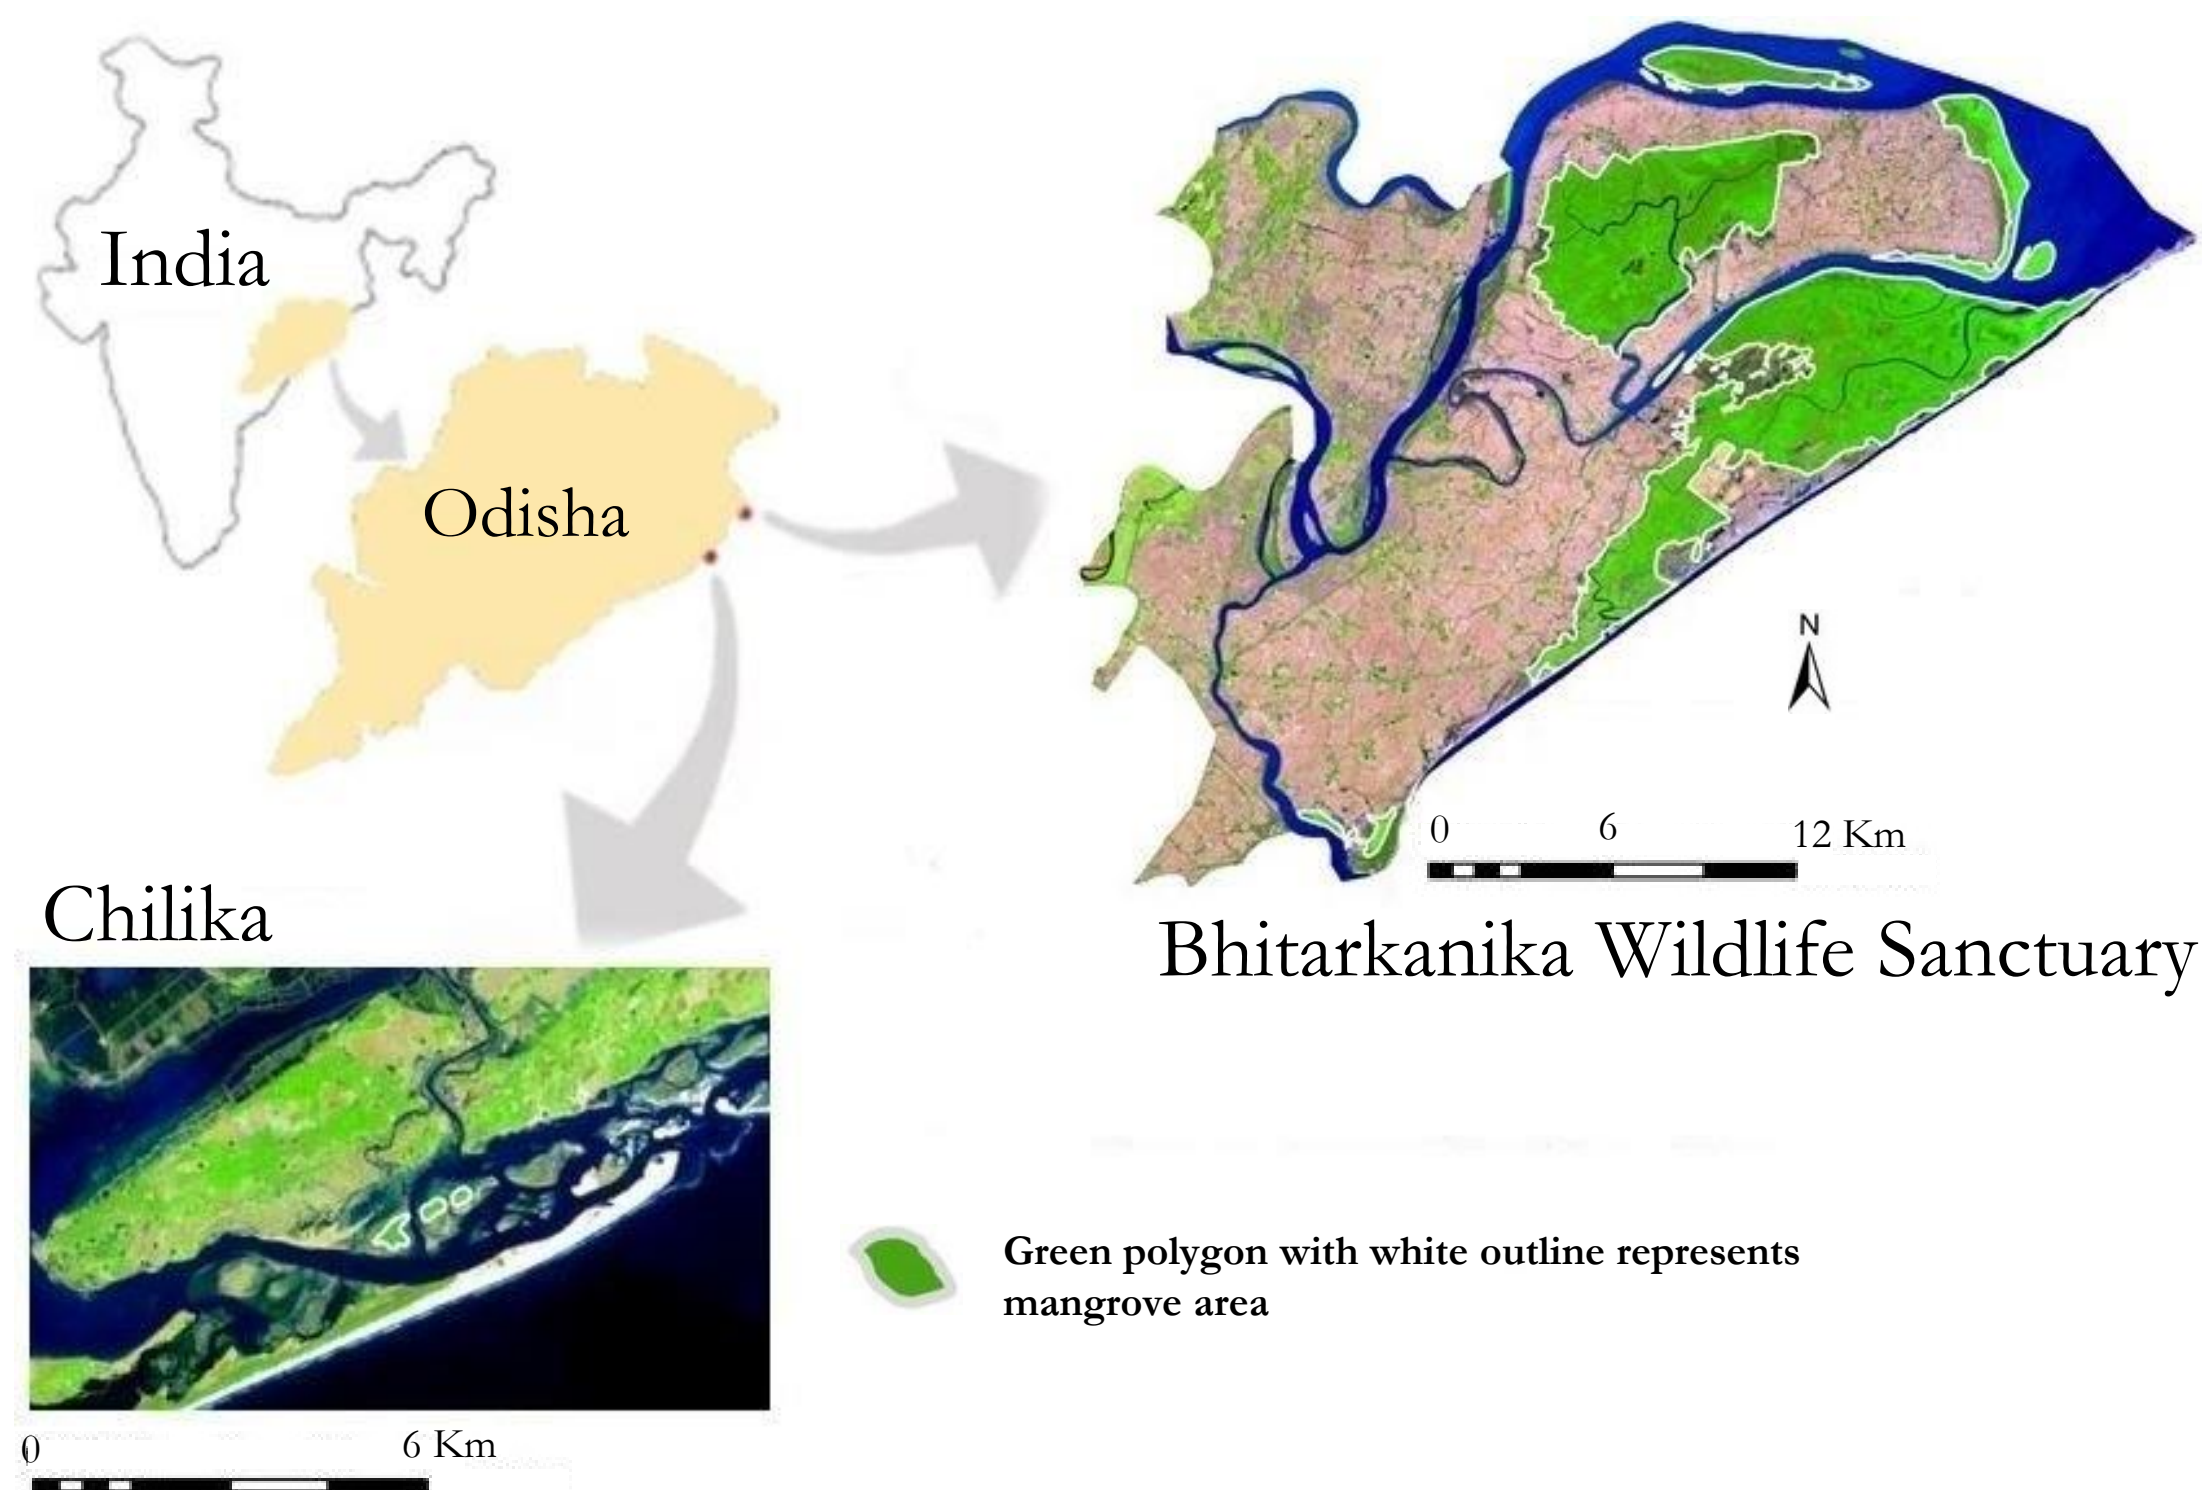 India
Odisha
N
0 6 12 Km
Chilika
Bhitarkanika Wildlife Sanctuary
Green polygon with white outline represents
mangrove area
0 6 Km